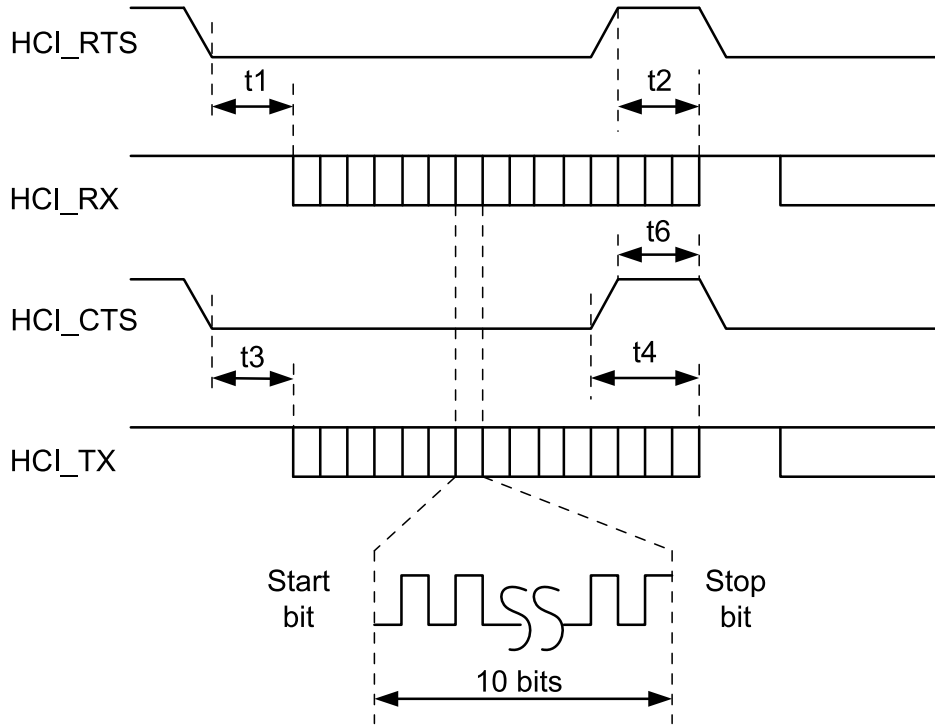 HCI_RTS
t1
t2
HCI_RX
t6
HCI_CTS
t3
t4
HCI_TX
Start
bit
Stop
bit
10 bits